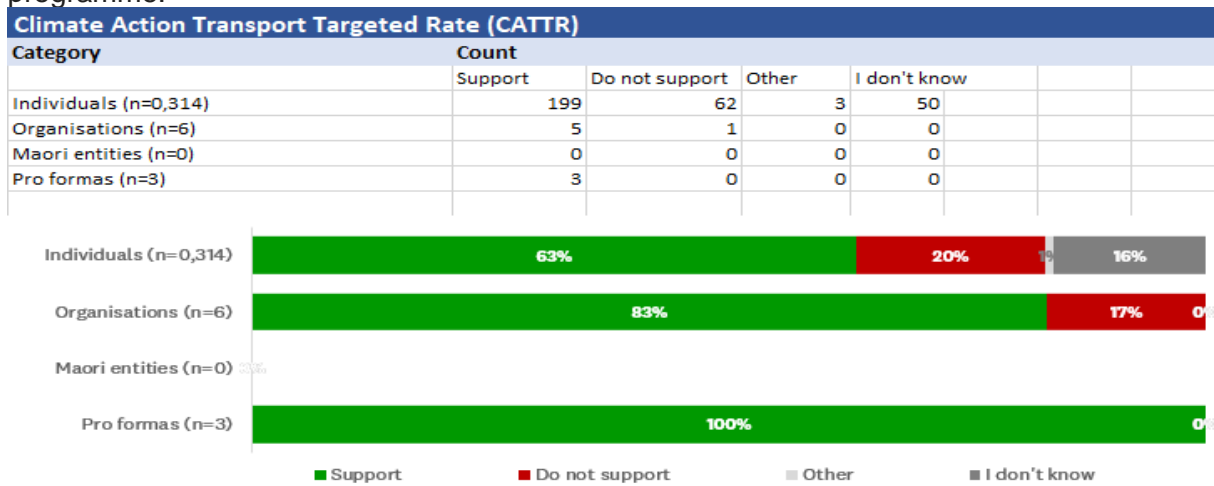 programme.
Climate Action Transport Targeted Rate (CATTR)
Category Count
Support Do not support Other I don't know
Individuals (n=0,314) 199 62 3 50
Organisations (n=6) 5 1 0 0
Maori entities (n=0) 0 0 0 0
Pro formas (n=3) 3 0 0 0
Individuals (n=0,314) 63% 20% 1% 16%
Organisations (n=6) 83% 17% 0%
Maori entities (n=0)
Pro formas (n=3) 100% 0%
Support Do not support Other I don't know